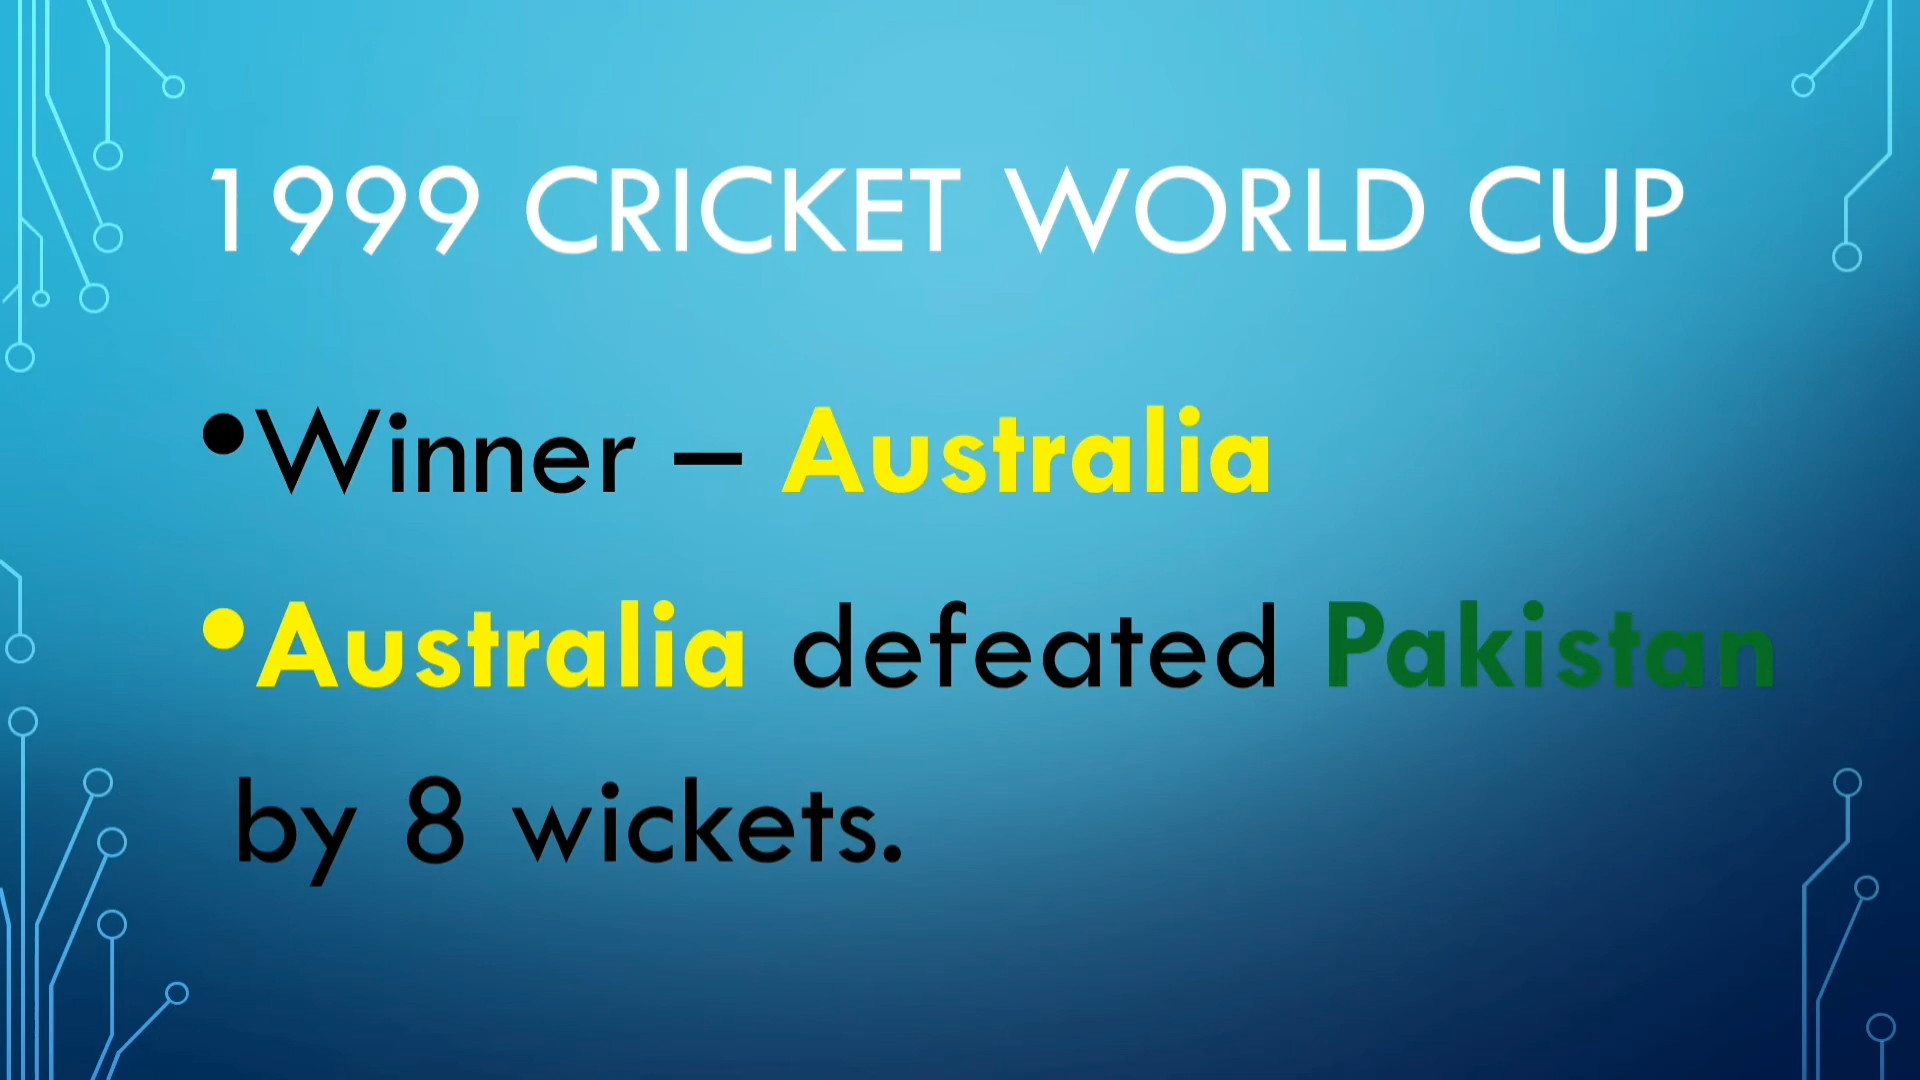 1999 CRICKET WORLD CUP
•Winner – Australia
•Australia defeated Pakistan
by 8 wickets.